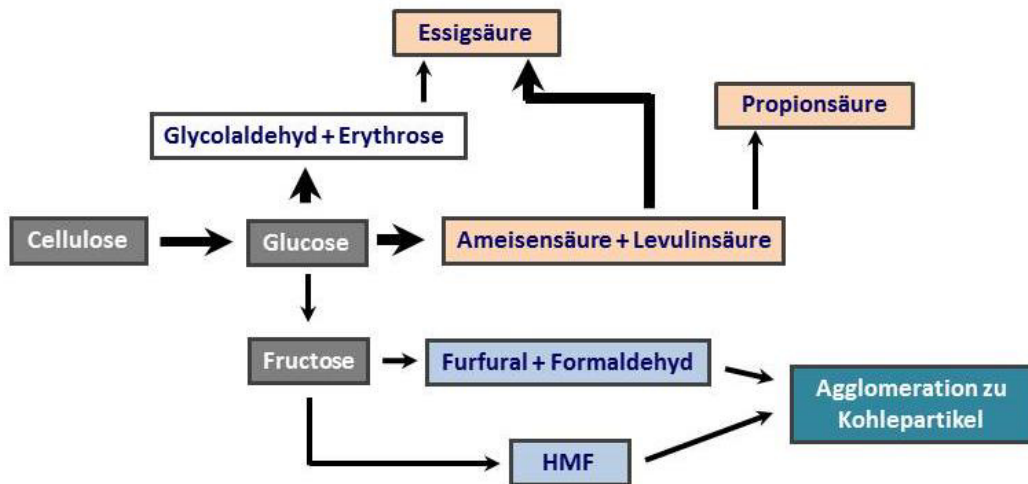 Essigsäure
Propionsäure
Glycolaldehyd + Erythrose
Cellulose
Glucose
Ameisensäure + Levulinsäure
Fructose
Furfural + Formaldehyd
Agglomeration zu
Kohlepartikel
HMF